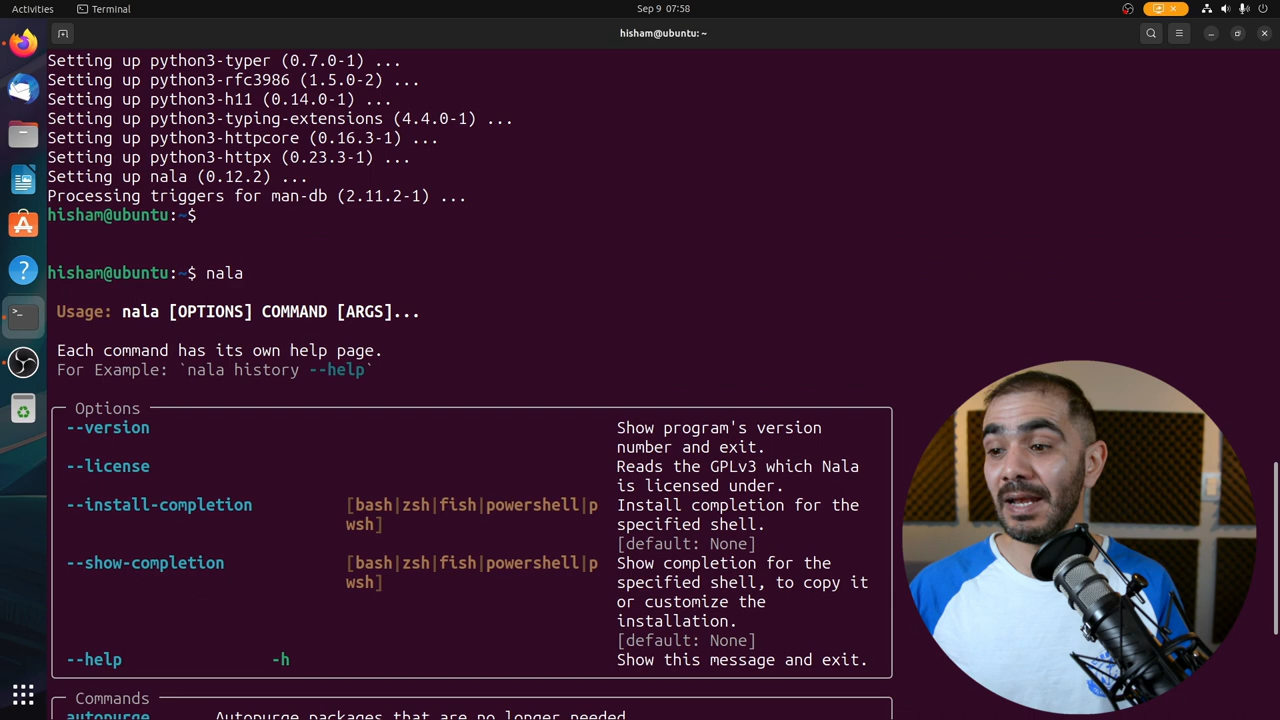 Activities
Terminal
Sep 9 07:58
hisham@ubuntu: ~
Setting up python3-typer (0.7.0-1) ...
Setting up python3-rfc3986 (1.5.0-2) ...
Setting up python3-h11 (0.14.0-1) ...
Setting up python3-typing-extensions (4.4.0-1) ...
Setting up python3-httpcore (0.16.3-1) ...
Setting up python3-httpx (0.23.3-1) ...
Setting up nala (0.12.2) ...
Processing triggers for man-db (2.11.2-1) ...
hisham@ubuntu:~$
hisham@ubuntu:~$ nala
Usage: nala [OPTIONS] COMMAND [ARGS]...
Each command has its own help page.
For Example: `nala history --help`
Options
--version Show program's version
number and exit.
--license Reads the GPLv3 which Nala
is licensed under.
--install-completion [bash|zsh|fish|powershell|p Install completion for the
wsh] specified shell.
[default: None]
--show-completion [bash|zsh|fish|powershell|p Show completion for the
wsh] specified shell, to copy it
or customize the
installation.
[default: None]
--help -h Show this message and exit.
Commands
autopurge Autopurge packages that are no longer needed